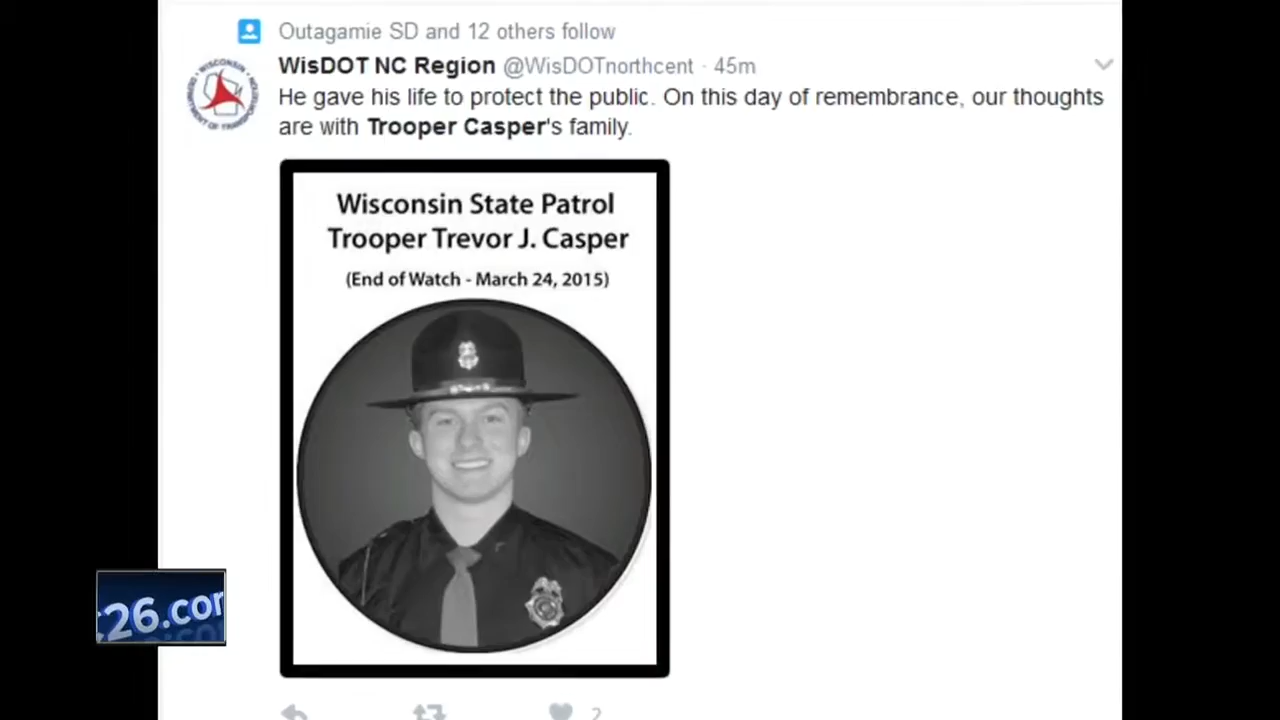 Outagamie SD and 12 others follow
WisDOT NC Region @WisDOTnorthcent · 45m
He gave his life to protect the public. On this day of remembrance, our thoughts
are with Trooper Casper's family.
Wisconsin State Patrol
Trooper Trevor J. Casper
(End of Watch - March 24, 2015)
26.com
2